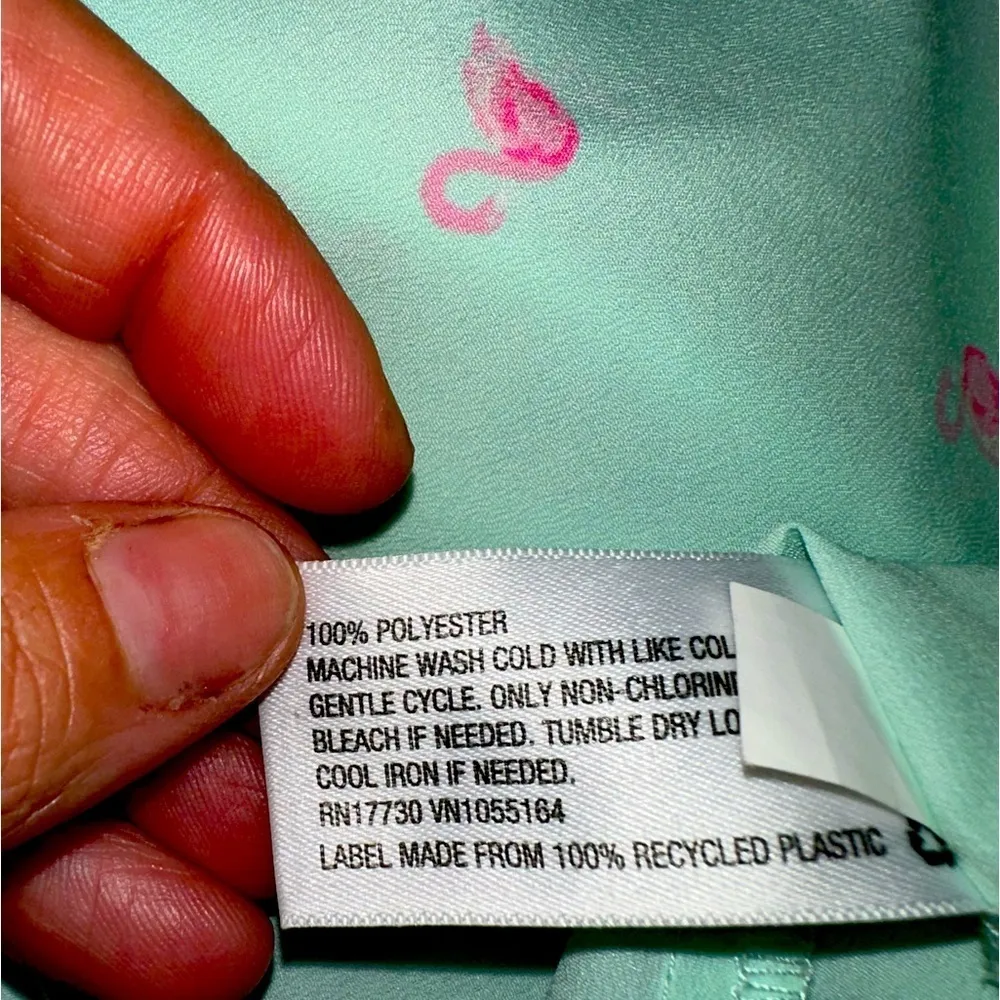 100% POLYESTER
MACHINE WASH COLD WITH LIKE COL
GENTLE CYCLE. ONLY NON-CHLORIN
BLEACH IF NEEDED. TUMBLE DRY LO
COOL IRON IF NEEDED.
RN17730 VN1055164
LABEL MADE FROM 100% RECYCLED PLASTIC